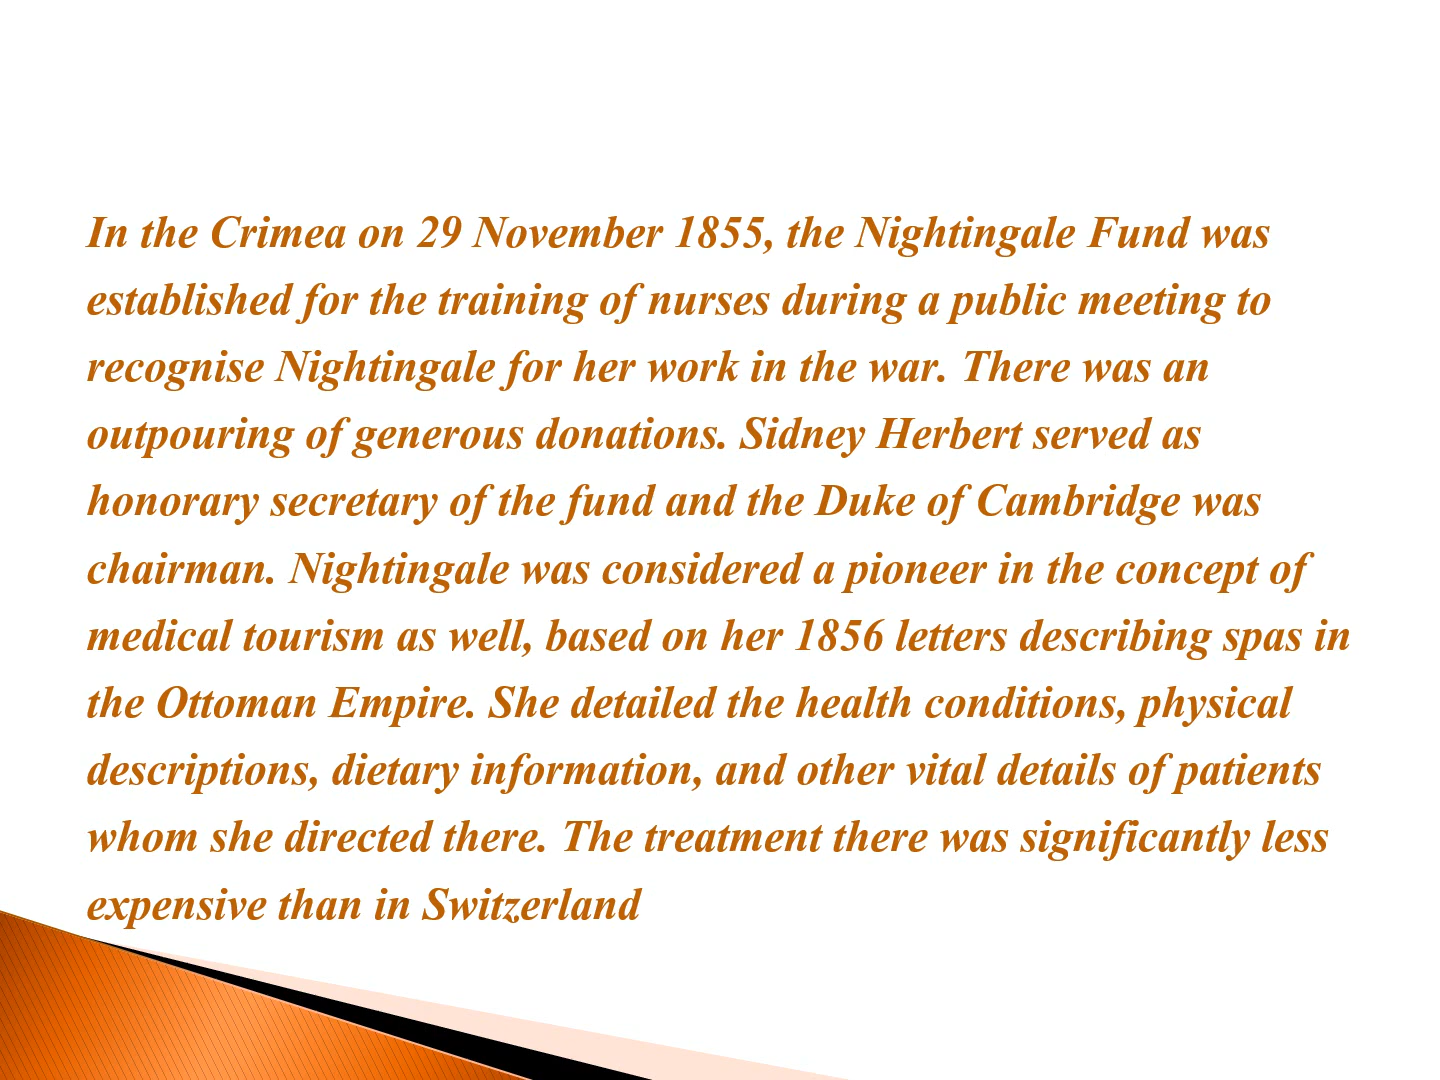 In the Crimea on 29 November 1855, the Nightingale Fund was
established for the training of nurses during a public meeting to
recognise Nightingale for her work in the war. There was an
outpouring of generous donations. Sidney Herbert served as
honorary secretary of the fund and the Duke of Cambridge was
chairman. Nightingale was considered a pioneer in the concept of
medical tourism as well, based on her 1856 letters describing spas in
the Ottoman Empire. She detailed the health conditions, physical
descriptions, dietary information, and other vital details of patients
whom she directed there. The treatment there was significantly less
expensive than in Switzerland